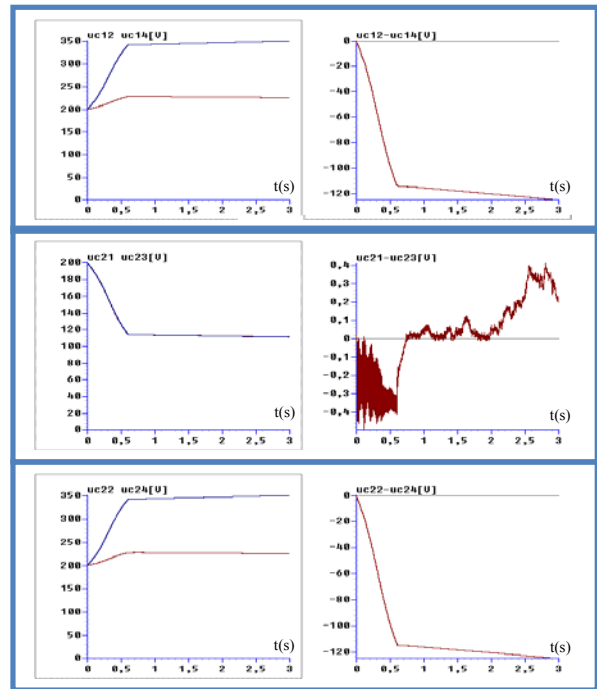 uc12 uc14[V]
350
300
250
200
150
100
50
0
0 0,5 1 1,5 2 2,5 3
t(s)
uc12-uc14[V]
0
-20
-40
-60
-80
-100
-120
0 0,5 1 1,5 2 2,5 3
t(s)
uc21 uc23[V]
200
180
160
140
120
100
80
60
40
20
0
0 0,5 1 1,5 2 2,5 3
t(s)
uc21-uc23[V]
0,4
0,3
0,2
0,1
0
-0,1
-0,2
-0,3
-0,4
0 0,5 1 1,5 2 2,5 3
t(s)
uc22 uc24[V]
350
300
250
200
150
100
50
0
0 0,5 1 1,5 2 2,5 3
t(s)
uc22-uc24[V]
0
-20
-40
-60
-80
-100
-120
0 0,5 1 1,5 2 2,5 3
t(s)